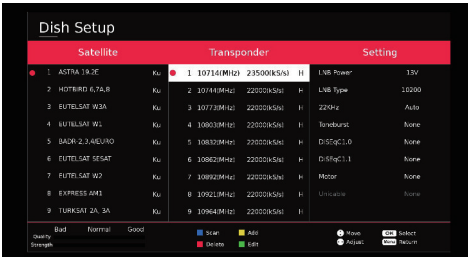 Dish Setup
Satellite Transponder Setting
1 ASTRA 19.2E Ku 1 10714(MHz) 23500(kS/s) H LNB Power 13V
2 HOTBIRD 6,7A,8 Ku 2 10744(MHz) 22000(kS/s) H LNB Type 10200
3 EUTELSAT W3A Ku 3 10773(MHz) 22000(kS/s) H 22KHz Auto
4 EUTELSAT W1 Ku 4 10803(MHz) 22000(kS/s) H Toneburst None
5 BADR-2,3,4/EURO Ku 5 10832(MHz) 22000(kS/s) H DiSEqC1.0 None
6 EUTELSAT SESAT Ku 6 10862(MHz) 22000(kS/s) H DiSEqC1.1 None
7 EUTELSAT W2 Ku 7 10892(MHz) 22000(kS/s) H Motor None
8 EXPRESS AM1 Ku 8 10921(MHz) 22000(kS/s) H Unicable None
9 TURKSAT 2A, 3A Ku 9 10964(MHz) 22000(kS/s) H
Bad Normal Good Scan Add Move OK Select
Quality
Strength Delete Edit Adjust Menu Return